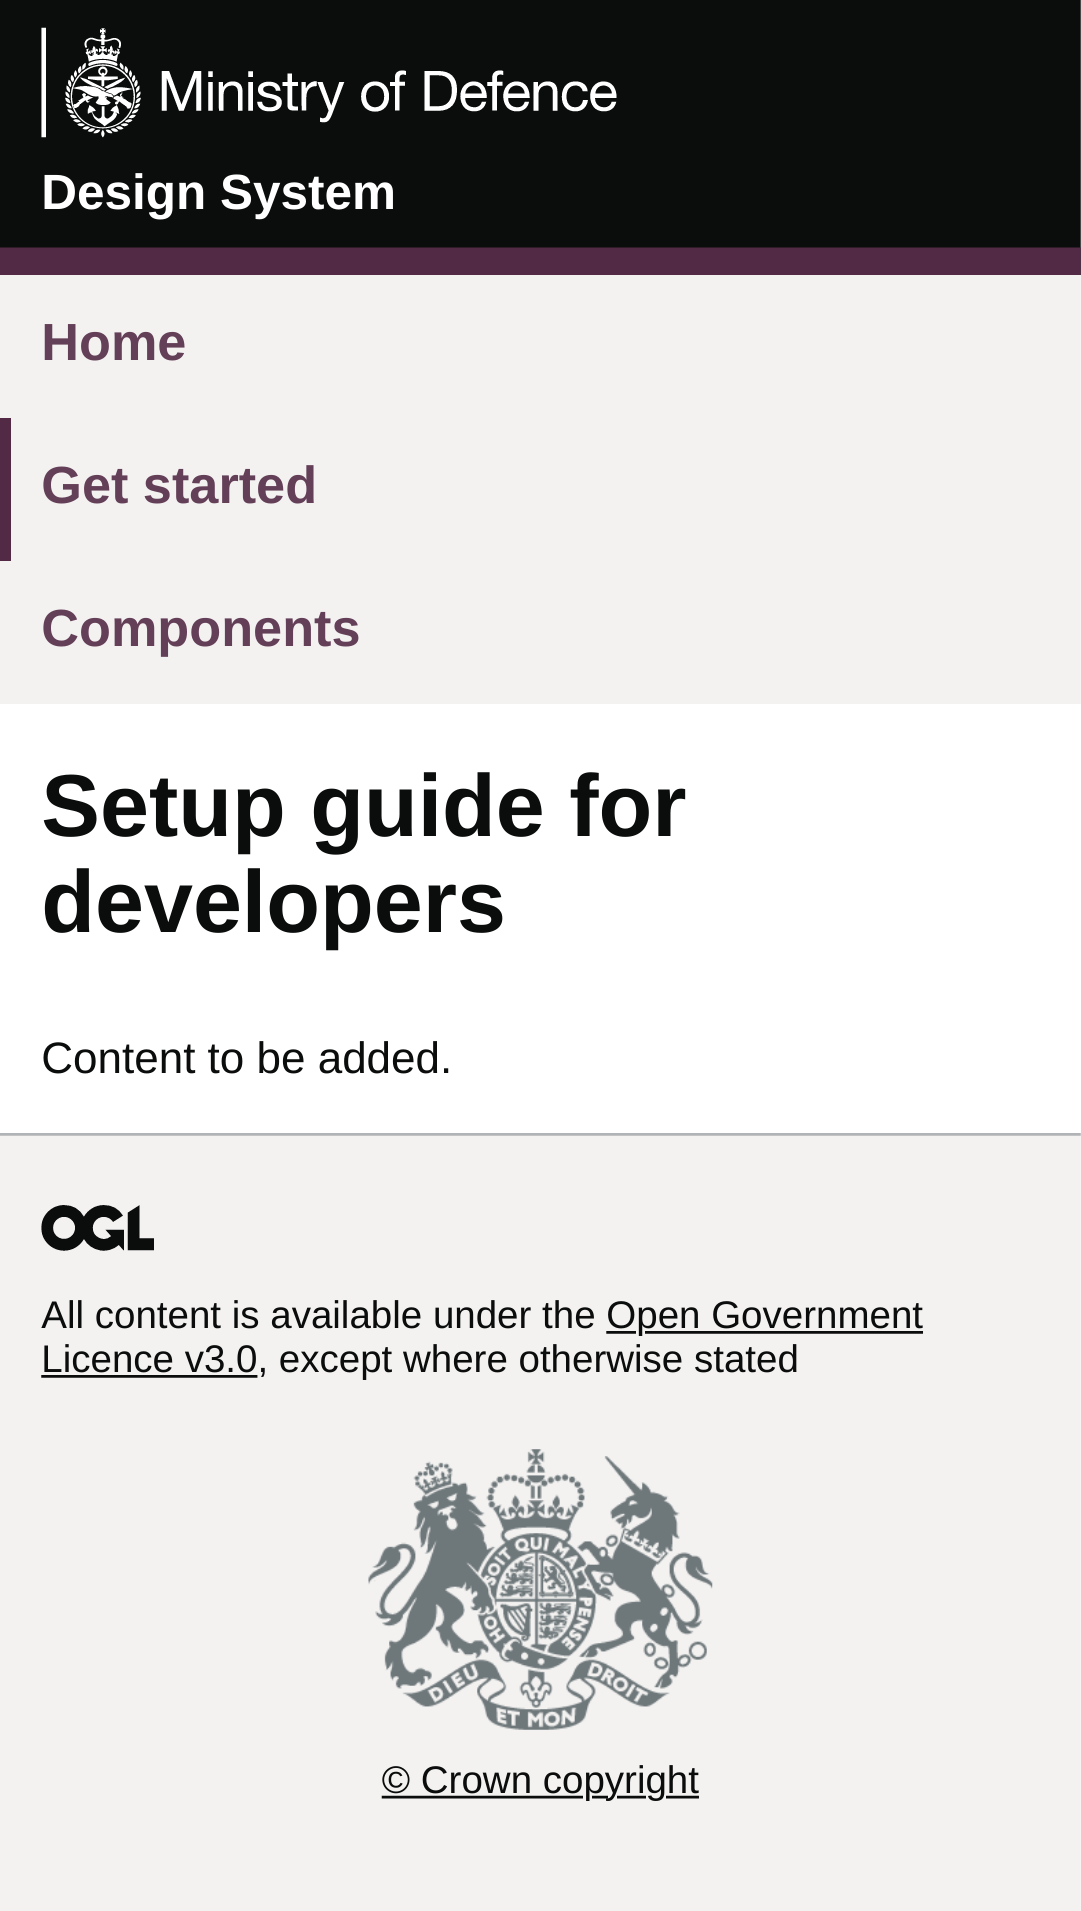 Ministry of Defence
Design System
Home
Get started
Components
Setup guide for
developers
Content to be added.
OGL
All content is available under the Open Government
Licence v3.0, except where otherwise stated
SOIT QUI MAL Y PENSE
HO
DIEU
ET MON
DROIT
© Crown copyright